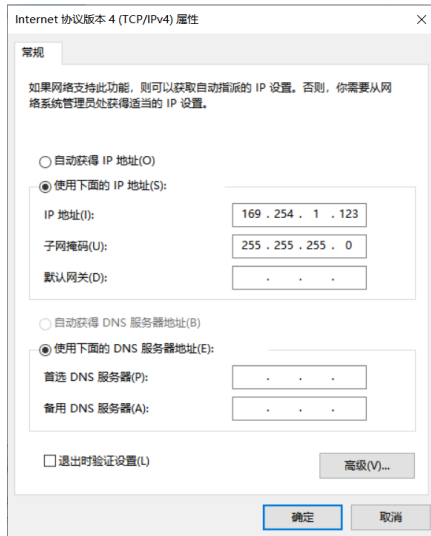 Internet 协议版本 4 (TCP/IPv4) 属性
常规
如果网络支持此功能，则可以获取自动指派的 IP 设置。否则，你需要从网
络系统管理员处获得适当的 IP 设置。
自动获得 IP 地址(O)
使用下面的 IP 地址(S):
IP 地址(I): 169 . 254 . 1 . 123
子网掩码(U): 255 . 255 . 255 . 0
默认网关(D): . . .
自动获得 DNS 服务器地址(B)
使用下面的 DNS 服务器地址(E):
首选 DNS 服务器(P): . . .
备用 DNS 服务器(A): . . .
退出时验证设置(L)
高级(V)...
确定 取消